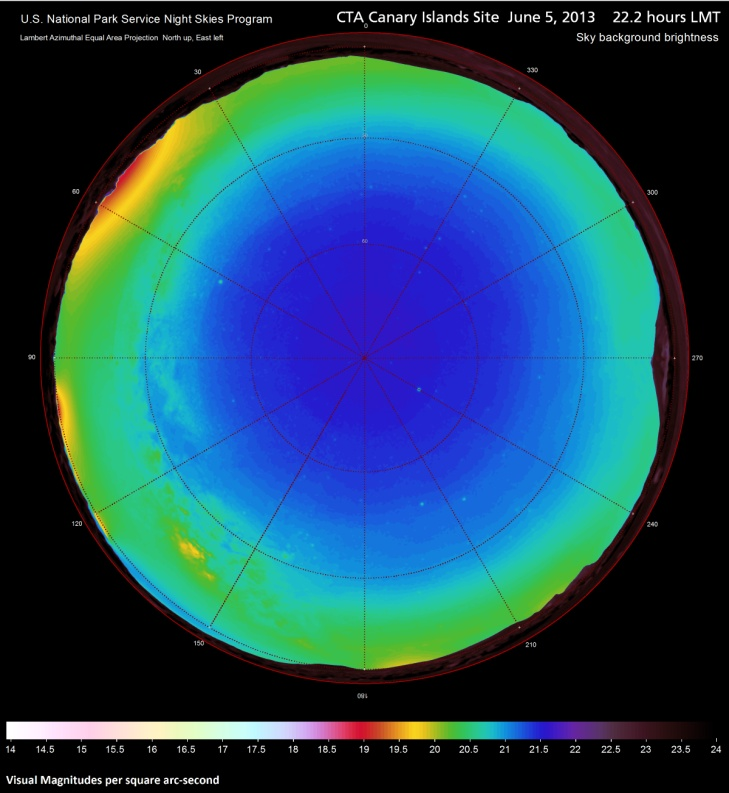 U.S. National Park Service Night Skies Program
CTA Canary Islands Site June 5, 2013 22.2 hours LMT
Lambert Azimuthal Equal Area Projection North up, East left
Sky background brightness
0
30
330
60
300
60
90
270
120
240
150
210
180
14 14.5 15 15.5 16 16.5 17 17.5 18 18.5 19 19.5 20 20.5 21 21.5 22 22.5 23 23.5 24
Visual Magnitudes per square arc-second